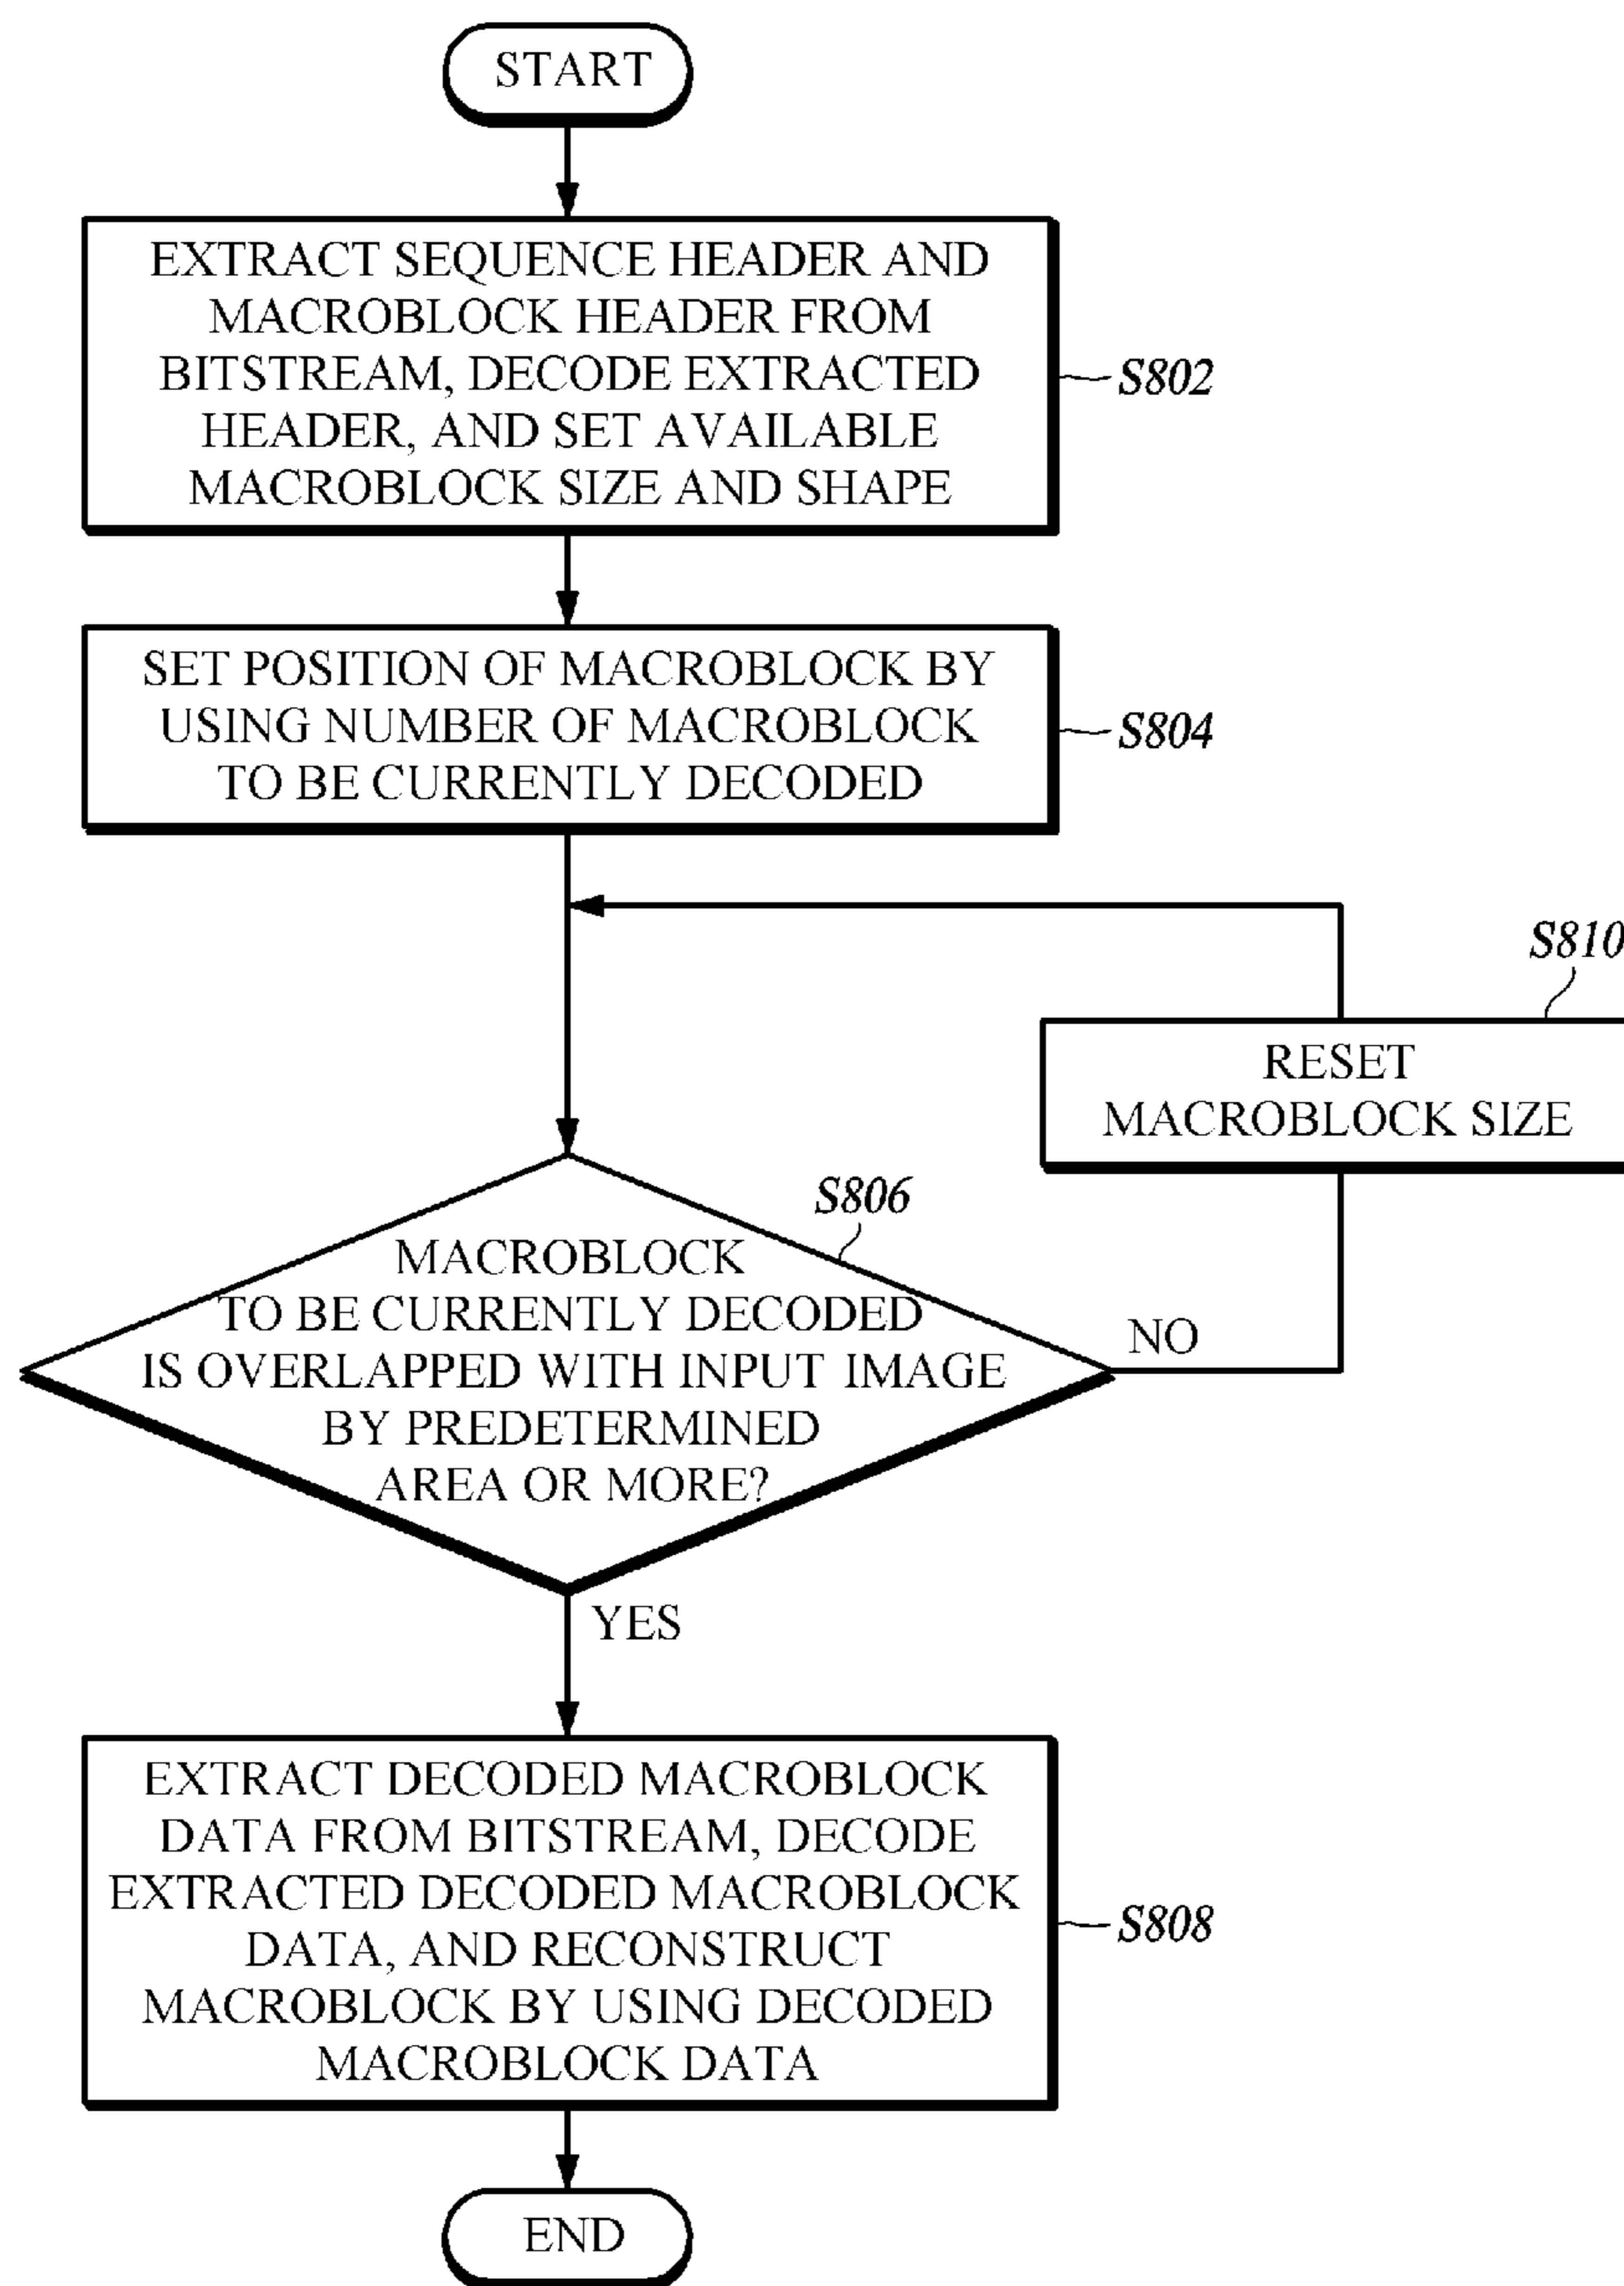 START
EXTRACT SEQUENCE HEADER AND
MACROBLOCK HEADER FROM
BITSTREAM, DECODE EXTRACTED
HEADER, AND SET AVAILABLE
MACROBLOCK SIZE AND SHAPE
S802
SET POSITION OF MACROBLOCK BY
USING NUMBER OF MACROBLOCK
TO BE CURRENTLY DECODED
S804
S810
RESET
MACROBLOCK SIZE
S806
MACROBLOCK
TO BE CURRENTLY DECODED
IS OVERLAPPED WITH INPUT IMAGE
BY PREDETERMINED
AREA OR MORE?
NO
YES
EXTRACT DECODED MACROBLOCK
DATA FROM BITSTREAM, DECODE
EXTRACTED DECODED MACROBLOCK
DATA, AND RECONSTRUCT
MACROBLOCK BY USING DECODED
MACROBLOCK DATA
S808
END